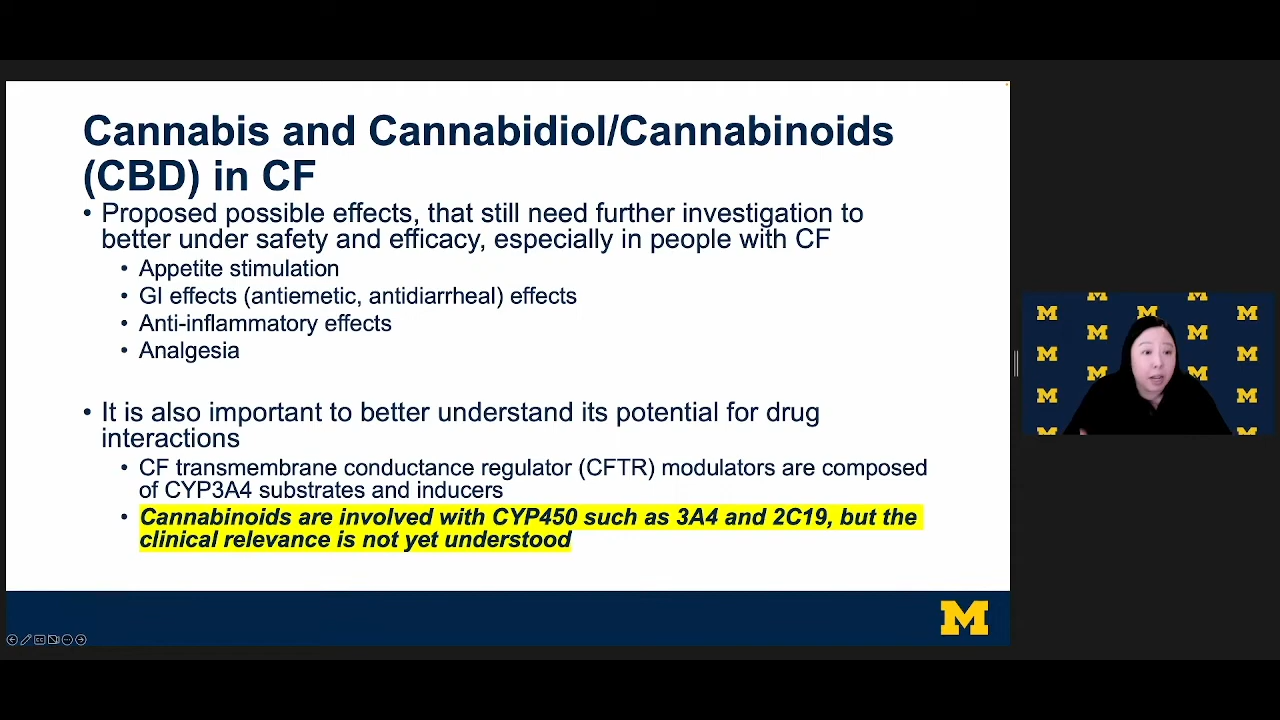 Cannabis and Cannabidiol/Cannabinoids
(CBD) in CF
• Proposed possible effects, that still need further investigation to
better under safety and efficacy, especially in people with CF
• Appetite stimulation
• GI effects (antiemetic, antidiarrheal) effects
• Anti-inflammatory effects
• Analgesia
• It is also important to better understand its potential for drug
interactions
• CF transmembrane conductance regulator (CFTR) modulators are composed
of CYP3A4 substrates and inducers
• Cannabinoids are involved with CYP450 such as 3A4 and 2C19, but the
clinical relevance is not yet understood
M